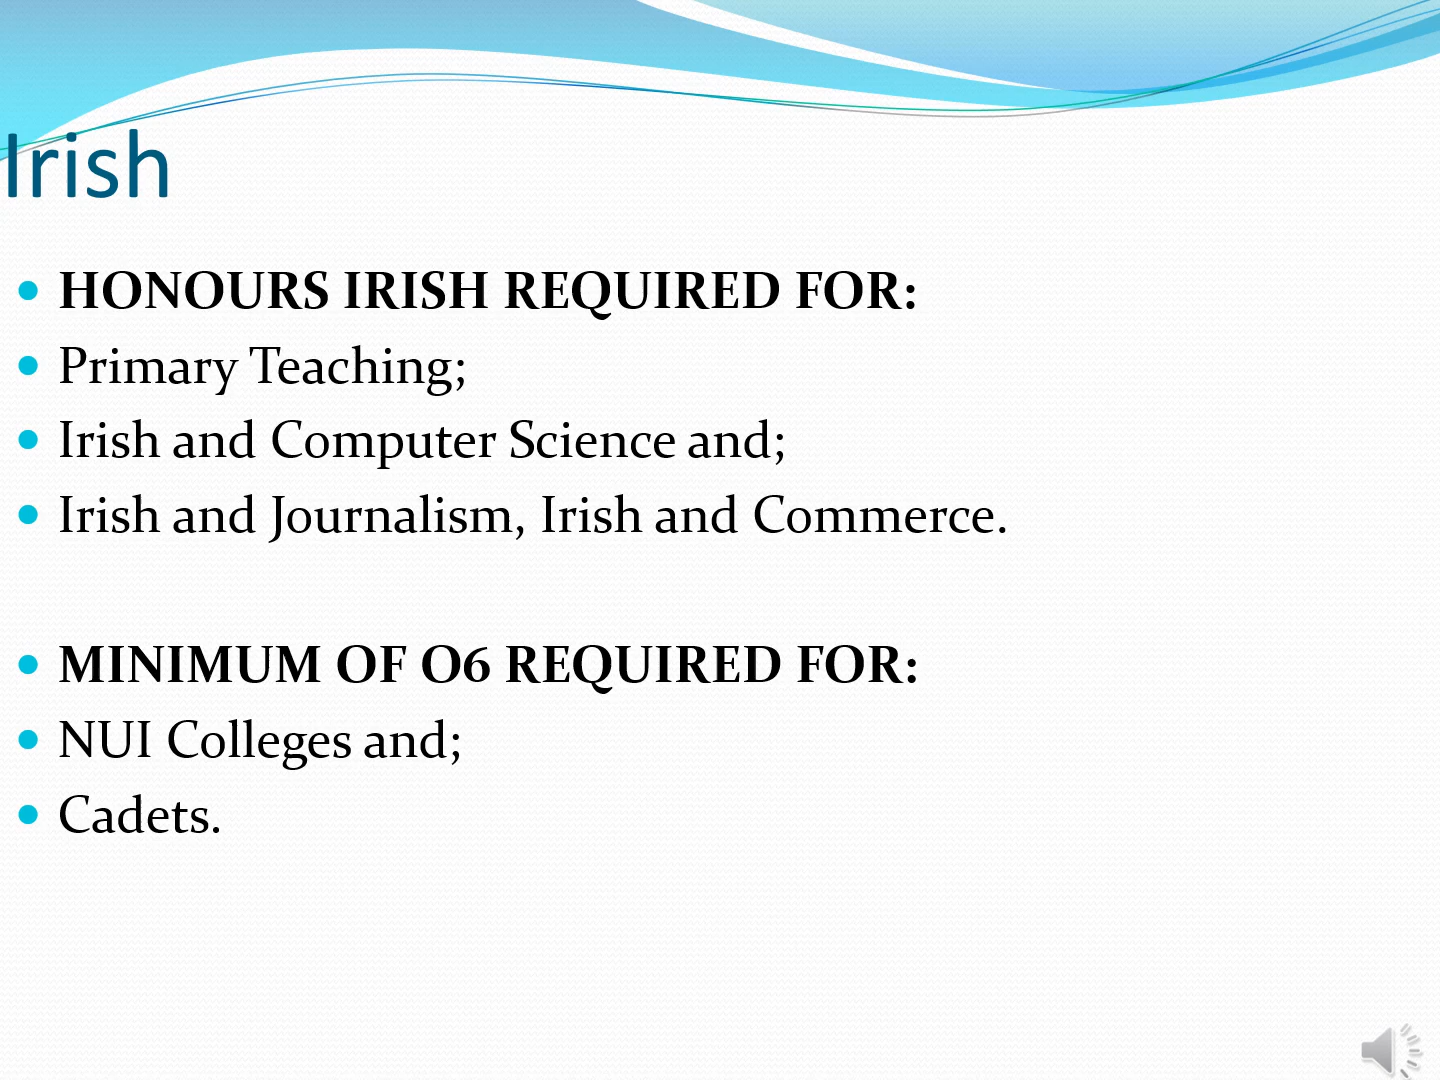 Irish
HONOURS IRISH REQUIRED FOR:
Primary Teaching;
Irish and Computer Science and;
Irish and Journalism, Irish and Commerce.
MINIMUM OF O6 REQUIRED FOR:
NUI Colleges and;
Cadets.